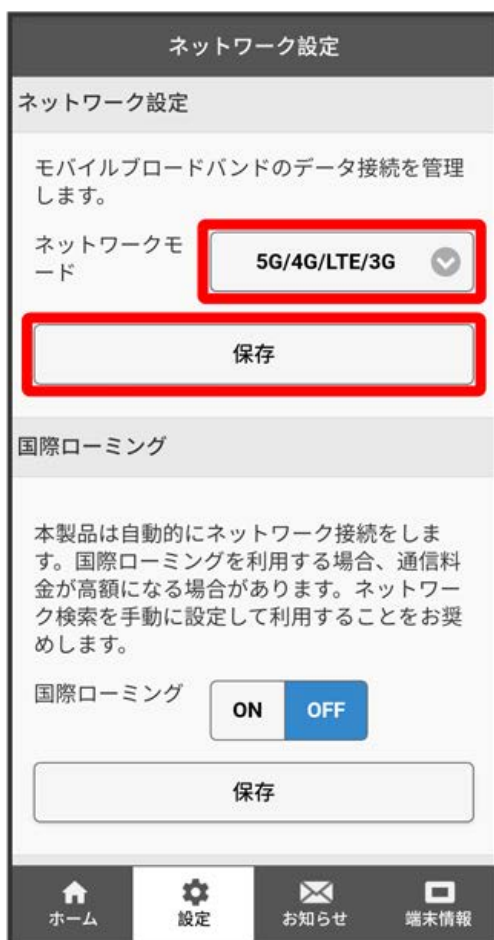 ネットワーク設定
ネットワーク設定
モバイルブロードバンドのデータ接続を管理
します。
ネットワークモ
ード
5G/4G/LTE/3G
保存
国際ローミング
本製品は自動的にネットワーク接続をしま
す。国際ローミングを利用する場合、通信料
金が高額になる場合があります。ネットワー
ク検索を手動に設定して利用することをお奨
めします。
国際ローミング
ON OFF
保存
ホーム 設定 お知らせ 端末情報